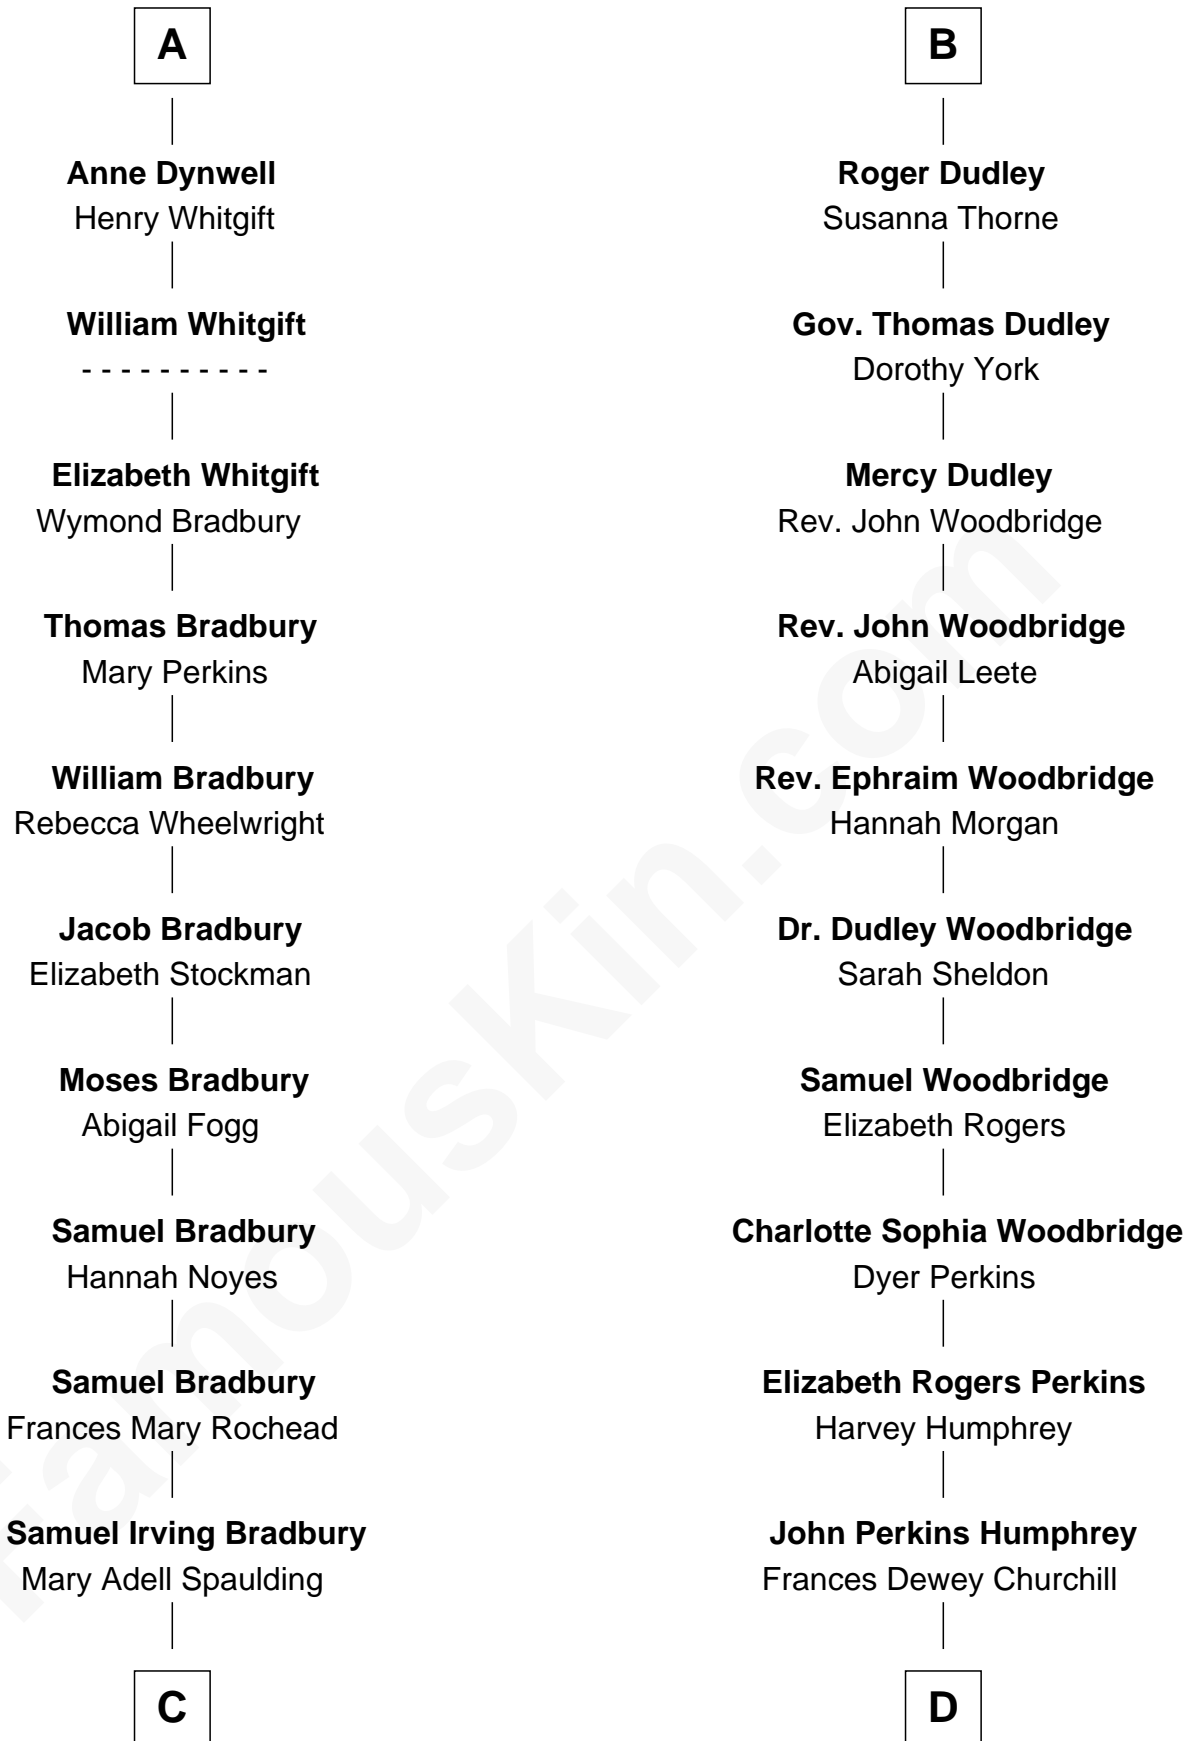 A
Anne Dynwell
Henry Whitgift
William Whitgift
- - - - - - - - - -
Elizabeth Whitgift
Wymond Bradbury
Thomas Bradbury
Mary Perkins
William Bradbury
Rebecca Wheelwright
Jacob Bradbury
Elizabeth Stockman
Moses Bradbury
Abigail Fogg
Samuel Bradbury
Hannah Noyes
Samuel Bradbury
Frances Mary Rochead
Samuel Irving Bradbury
Mary Adell Spaulding
C
B
Roger Dudley
Susanna Thorne
Gov. Thomas Dudley
Dorothy York
Mercy Dudley
Rev. John Woodbridge
Rev. John Woodbridge
Abigail Leete
Rev. Ephraim Woodbridge
Hannah Morgan
Dr. Dudley Woodbridge
Sarah Sheldon
Samuel Woodbridge
Elizabeth Rogers
Charlotte Sophia Woodbridge
Dyer Perkins
Elizabeth Rogers Perkins
Harvey Humphrey
John Perkins Humphrey
Frances Dewey Churchill
D
FamousKin.com